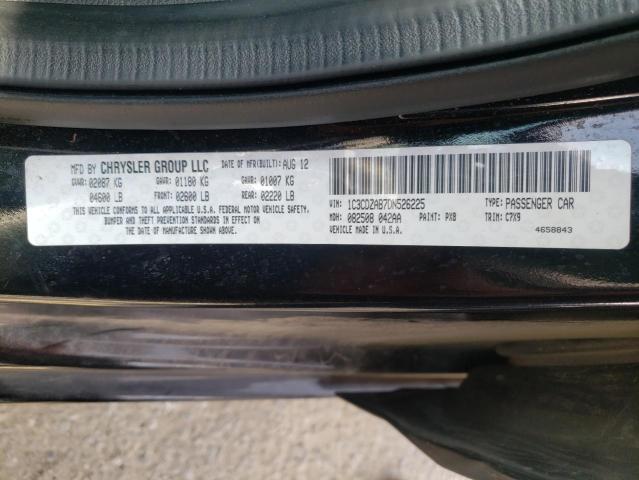 MFD BY CHRYSLER GROUP LLC DATE OF MFR(BUILT): AUG 12
GVWR: 02087 KG GAWR: 01180 KG GAWR: 01007 KG
04600 LB FRONT: 02600 LB REAR: 02220 LB
THIS VEHICLE CONFORMS TO ALL APPLICABLE U.S.A. FEDERAL MOTOR VEHICLE SAFETY,
BUMPER AND THEFT PREVENTION STANDARDS IN EFFECT ON THE
DATE OF MANUFACTURE SHOWN ABOVE.
VIN: 1C3CDZAB7DN526225 TYPE: PASSENGER CAR
MDH: 082508 042AA PAINT: PXB TRIM: C7X9
VEHICLE MADE IN U.S.A. 4658843